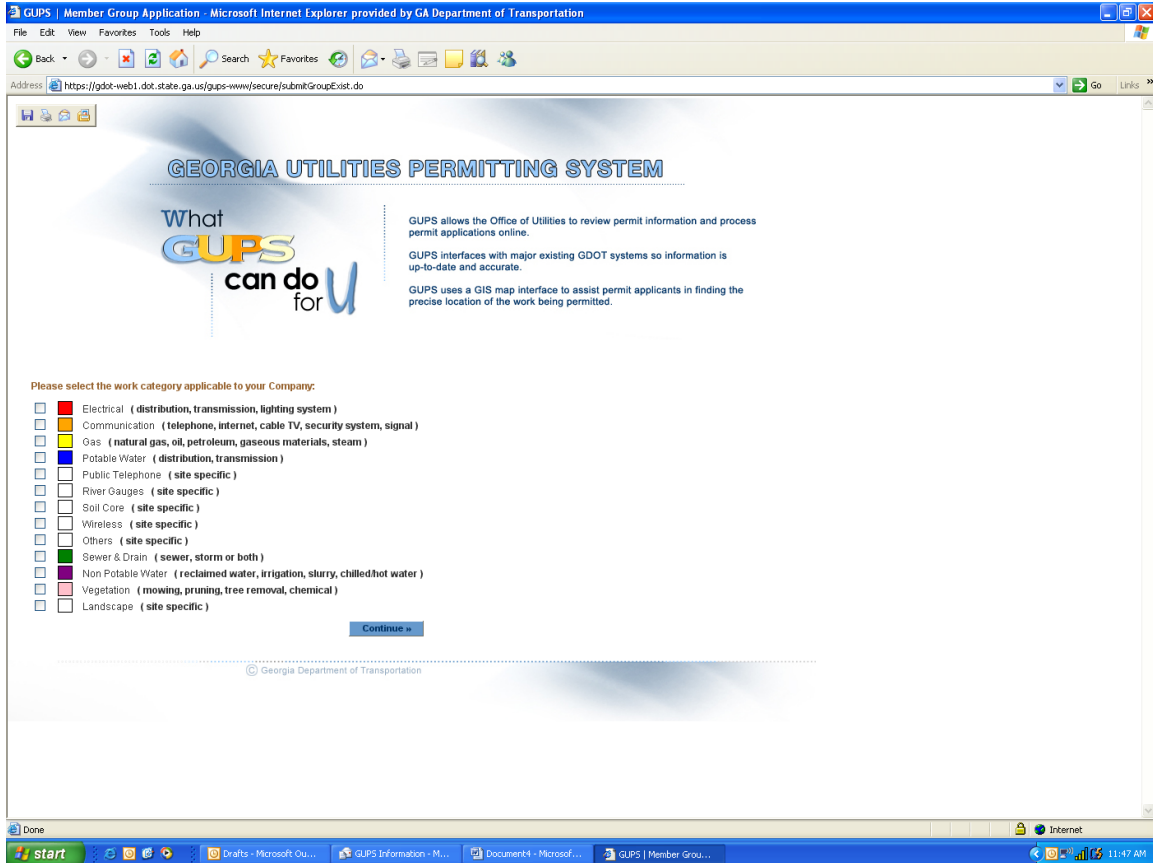 GUPS | Member Group Application - Microsoft Internet Explorer provided by GA Department of Transportation
File Edit View Favorites Tools Help
Back Search Favorites
Address https://gdot-web1.dot.state.ga.us/gups-www/secure/submitGroupExist.do Go Links »
GEORGIA UTILITIES PERMITTING SYSTEM
What
GUPS
can do
for U
GUPS allows the Office of Utilities to review permit information and process
permit applications online.
GUPS interfaces with major existing GDOT systems so information is
up-to-date and accurate.
GUPS uses a GIS map interface to assist permit applicants in finding the
precise location of the work being permitted.
Please select the work category applicable to your Company:
Electrical ( distribution, transmission, lighting system )
Communication ( telephone, internet, cable TV, security system, signal )
Gas ( natural gas, oil, petroleum, gaseous materials, steam )
Potable Water ( distribution, transmission )
Public Telephone ( site specific )
River Gauges ( site specific )
Soil Core ( site specific )
Wireless ( site specific )
Others ( site specific )
Sewer & Drain ( sewer, storm or both )
Non Potable Water ( reclaimed water, irrigation, slurry, chilled/hot water )
Vegetation ( mowing, pruning, tree removal, chemical )
Landscape ( site specific )
Continue »
© Georgia Department of Transportation
Done Internet
start Drafts - Microsoft Ou... GUPS Information - M... Document4 - Microsof... GUPS | Member Grou... 11:47 AM